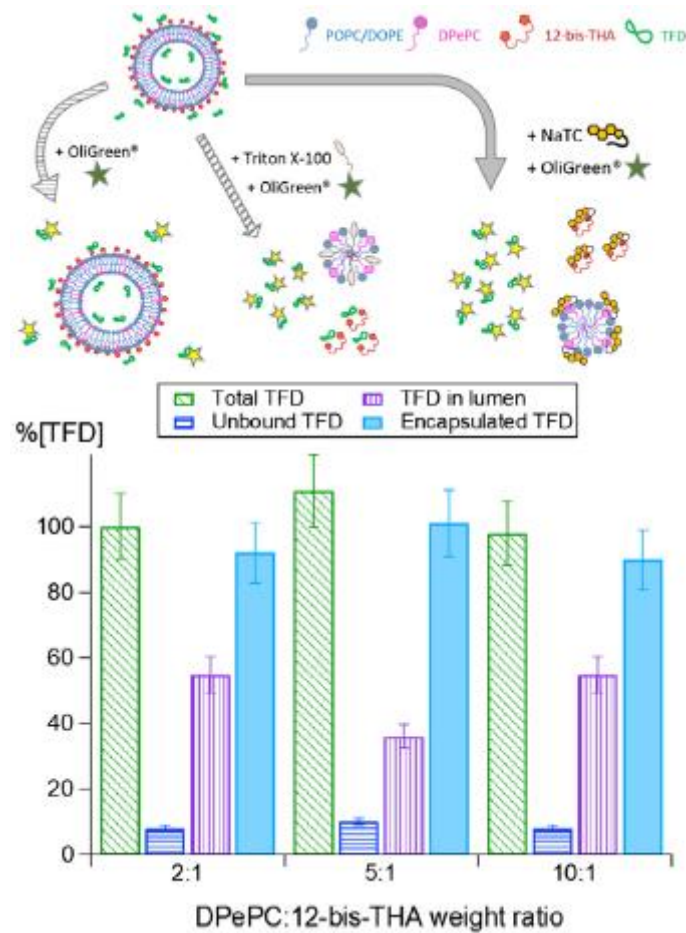 POPC/DOPE DPePC 12-bis-THA TFD
+ OliGreen®
+ Triton X-100
+ OliGreen®
+ NaTC
+ OliGreen®
Total TFD TFD in lumen
Unbound TFD Encapsulated TFD
%[TFD]
100
80
60
40
20
0
2:1 5:1 10:1
DPePC:12-bis-THA weight ratio